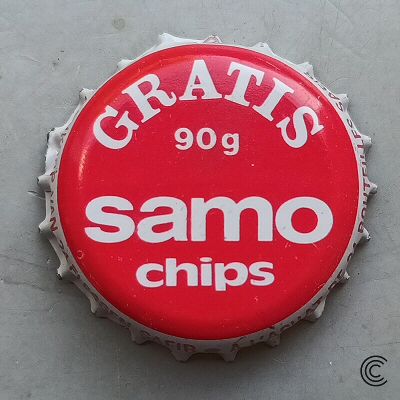 GRATIS
90g
samo
chips